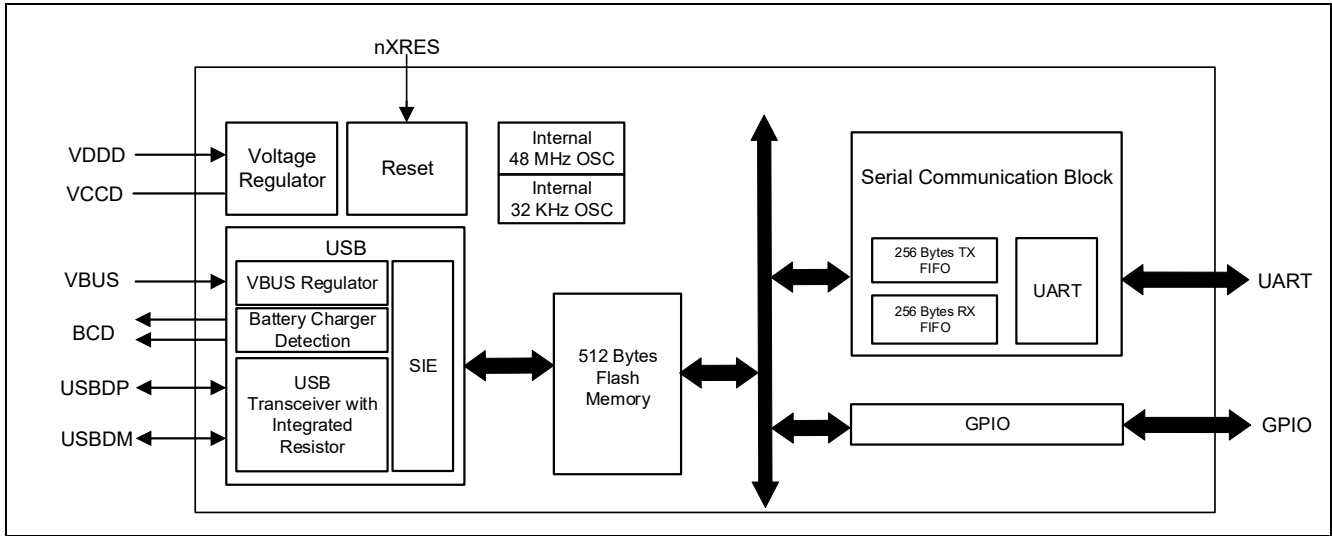 nXRES
VDDD
VCCD
Voltage
Regulator
Reset
Internal
48 MHz OSC
Internal
32 KHz OSC
USB
VBUS
VBUS Regulator
BCD
Battery Charger
Detection
USBDP
USBDM
USB
Transceiver with
Integrated
Resistor
SIE
512 Bytes
Flash
Memory
Serial Communication Block
256 Bytes TX
FIFO
256 Bytes RX
FIFO
UART
UART
GPIO
GPIO